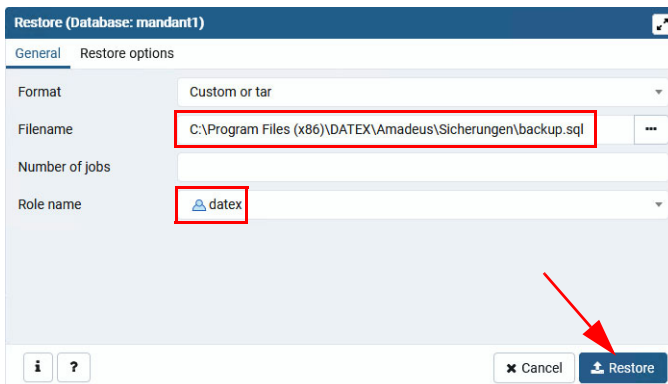 Restore (Database: mandant1)
General Restore options
Format Custom or tar
Filename C:\Program Files (x86)\DATEX\Amadeus\Sicherungen\backup.sql
Number of jobs
Role name datex
i ? Cancel Restore